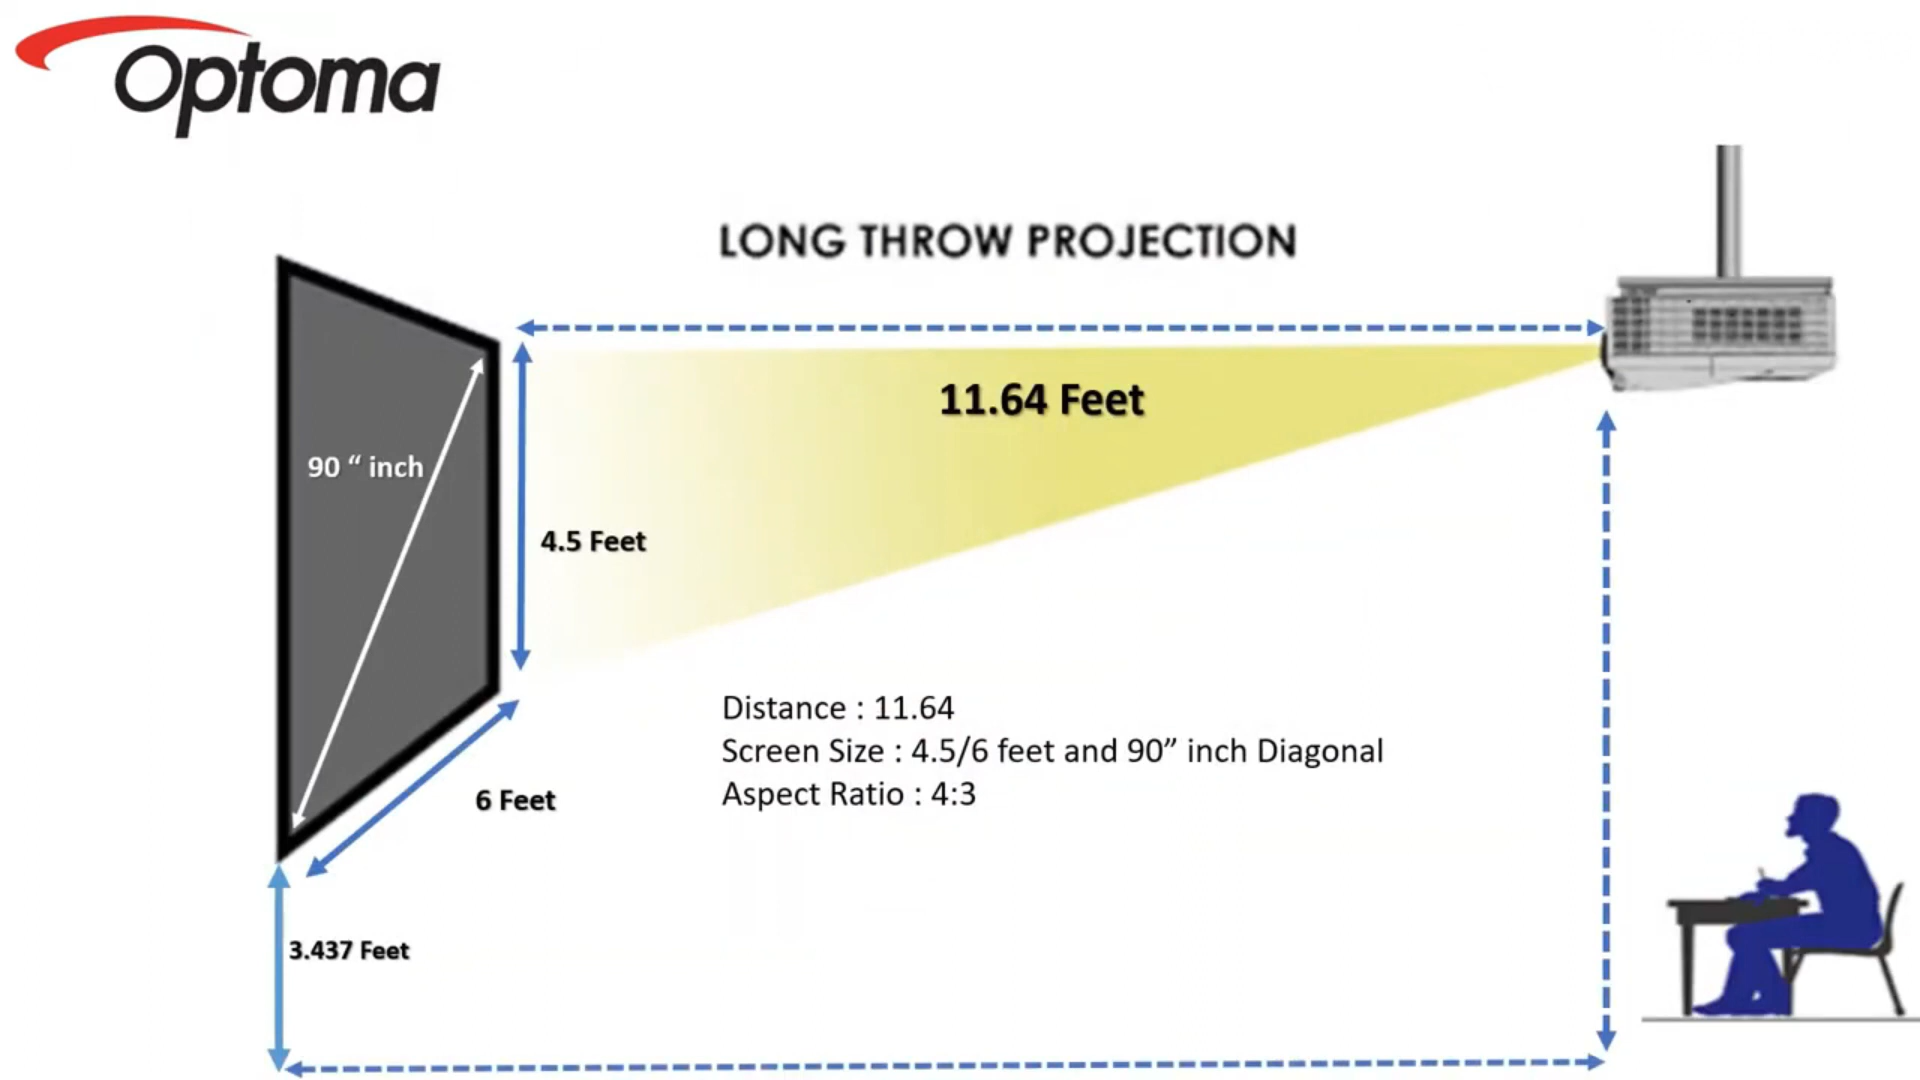 Optoma
LONG THROW PROJECTION
11.64 Feet
90 “ inch
4.5 Feet
6 Feet
3.437 Feet
Distance : 11.64
Screen Size : 4.5/6 feet and 90” inch Diagonal
Aspect Ratio : 4:3